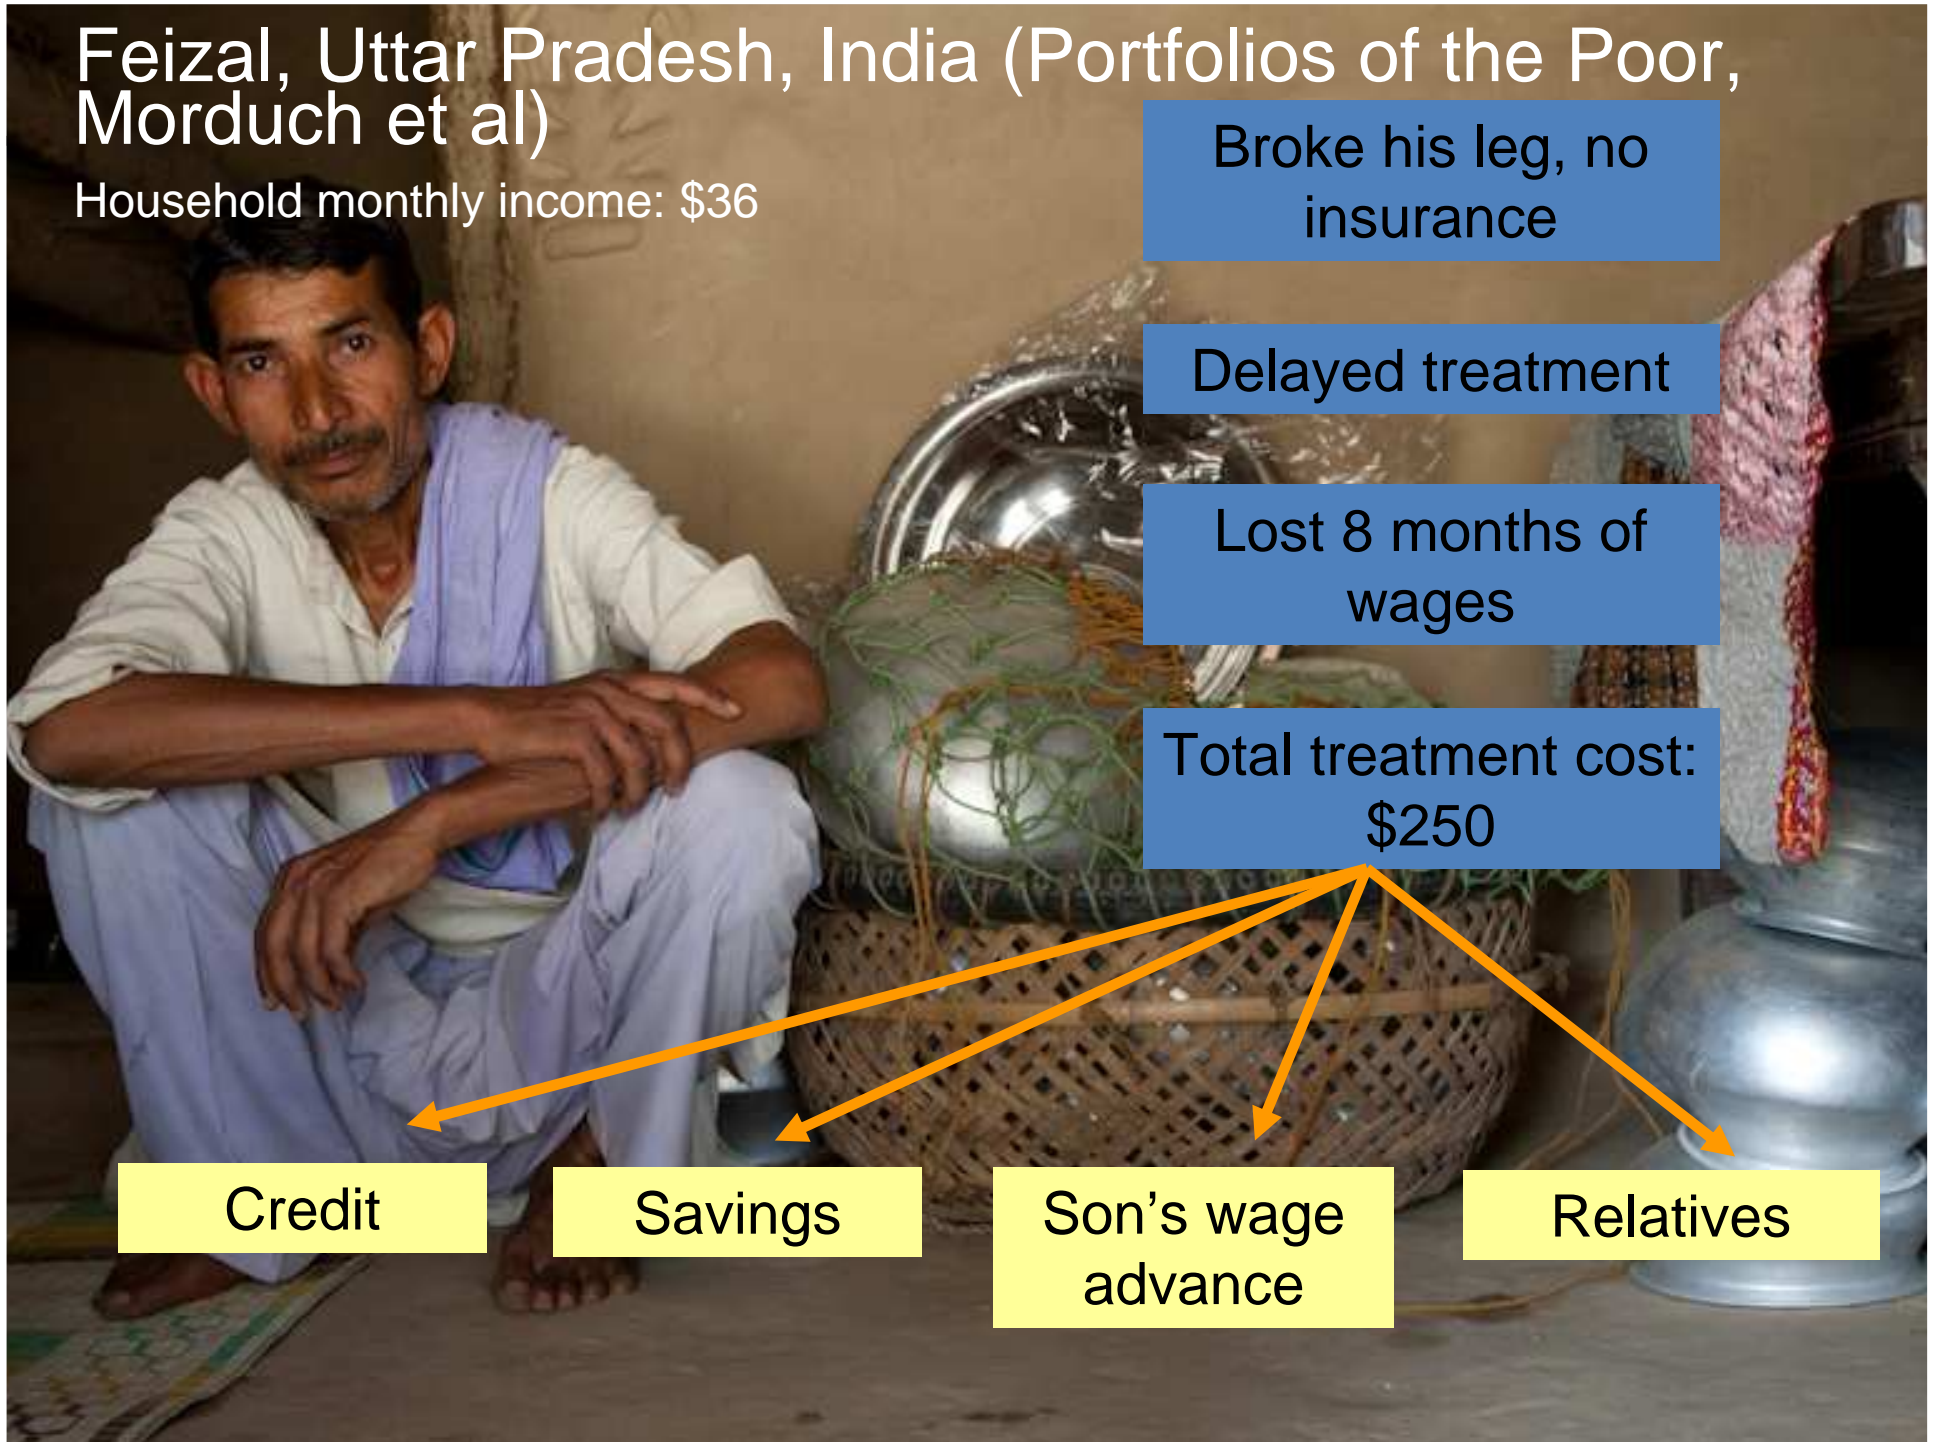 Feizal, Uttar Pradesh, India (Portfolios of the Poor,
Morduch et al)
Household monthly income: $36
Broke his leg, no
insurance
Delayed treatment
Lost 8 months of
wages
Total treatment cost:
$250
Credit
Savings
Son’s wage
advance
Relatives